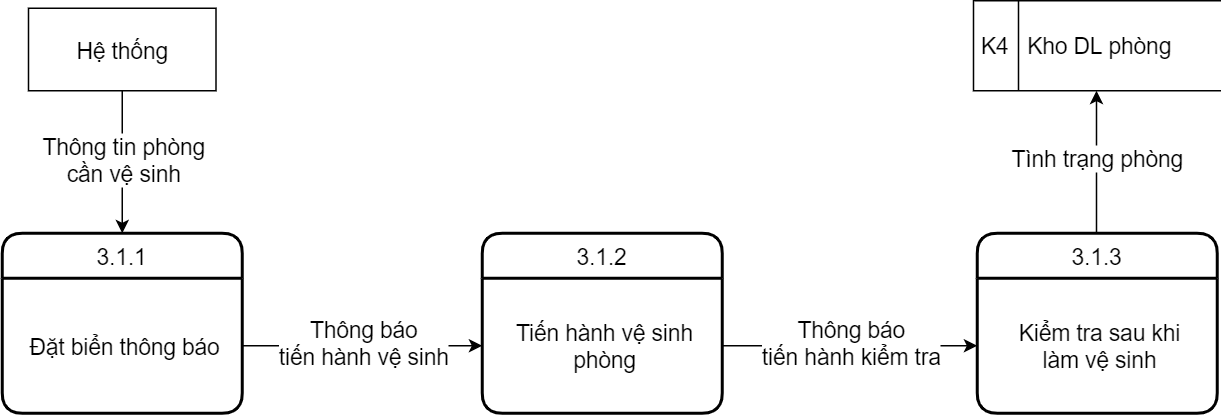 Hệ thống
K4
Kho DL phòng
Thông tin phòng
cần vệ sinh
Tình trạng phòng
3.1.1
Đặt biển thông báo
Thông báo
tiến hành vệ sinh
3.1.2
Tiến hành vệ sinh
phòng
Thông báo
tiến hành kiểm tra
3.1.3
Kiểm tra sau khi
làm vệ sinh